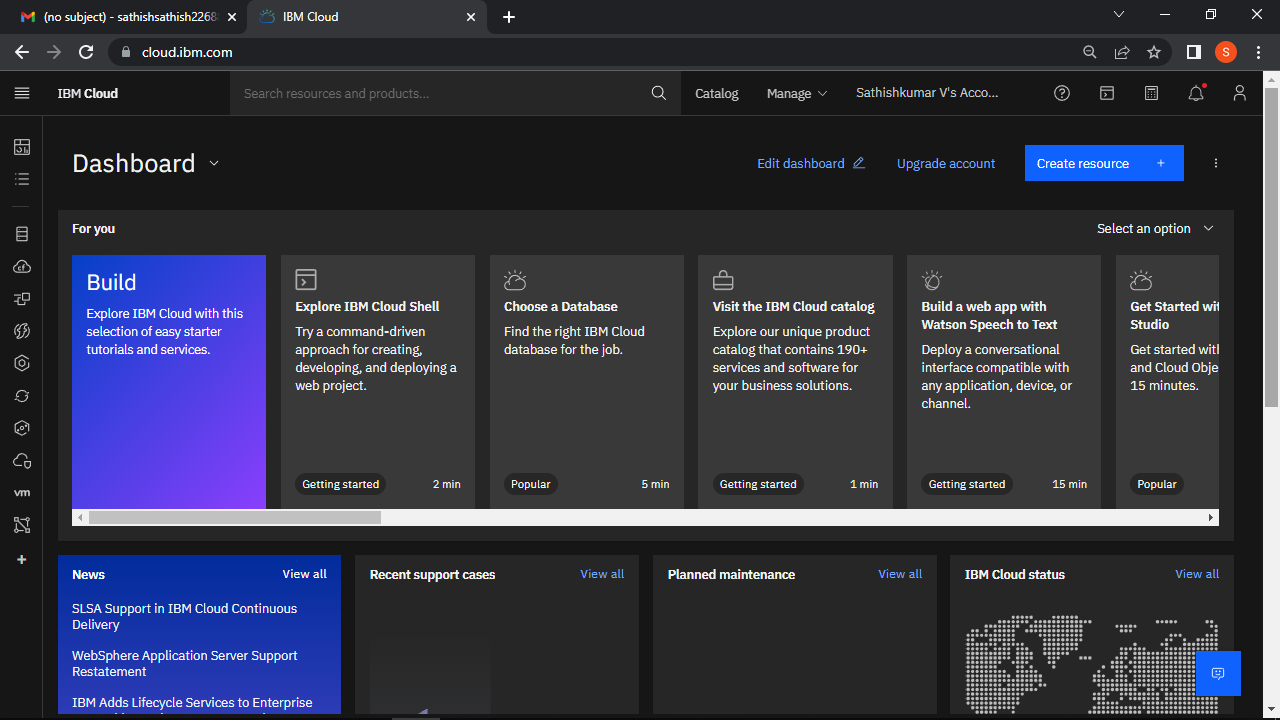 (no subject) - sathishsathish2268
IBM Cloud
cloud.ibm.com
S
IBM Cloud
Search resources and products...
Catalog
Manage
Sathishkumar V's Acco...
Dashboard
Edit dashboard
Upgrade account
Create resource +
For you
Select an option
Build
Explore IBM Cloud with this
selection of easy starter
tutorials and services.
Explore IBM Cloud Shell
Try a command-driven
approach for creating,
developing, and deploying a
web project.
Getting started
2 min
Choose a Database
Find the right IBM Cloud
database for the job.
Popular
5 min
Visit the IBM Cloud catalog
Explore our unique product
catalog that contains 190+
services and software for
your business solutions.
Getting started
1 min
Build a web app with
Watson Speech to Text
Deploy a conversational
interface compatible with
any application, device, or
channel.
Getting started
15 min
Get Started wit
Studio
Get started with
and Cloud Obje
15 minutes.
Popular
vm
News
View all
SLSA Support in IBM Cloud Continuous
Delivery
WebSphere Application Server Support
Restatement
IBM Adds Lifecycle Services to Enterprise
Recent support cases
View all
Planned maintenance
View all
IBM Cloud status
View all